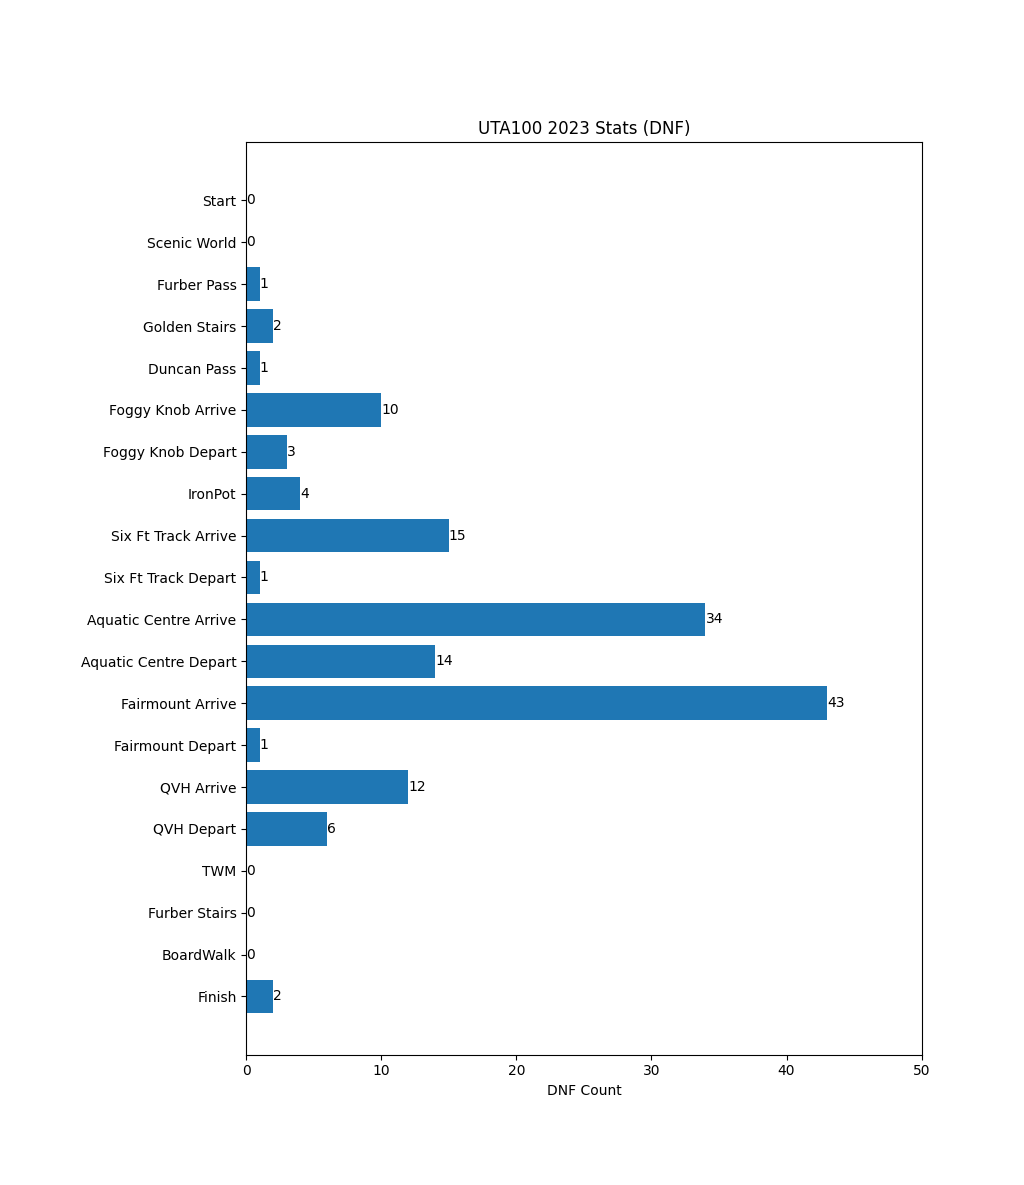 UTA100 2023 Stats (DNF)
Start 0
Scenic World 0
Furber Pass 1
Golden Stairs 2
Duncan Pass 1
Foggy Knob Arrive 10
Foggy Knob Depart 3
IronPot 4
Six Ft Track Arrive 15
Six Ft Track Depart 1
Aquatic Centre Arrive 34
Aquatic Centre Depart 14
Fairmount Arrive 43
Fairmount Depart 1
QVH Arrive 12
QVH Depart 6
TWM 0
Furber Stairs 0
BoardWalk 0
Finish 2
0 10 20 30 40 50
DNF Count